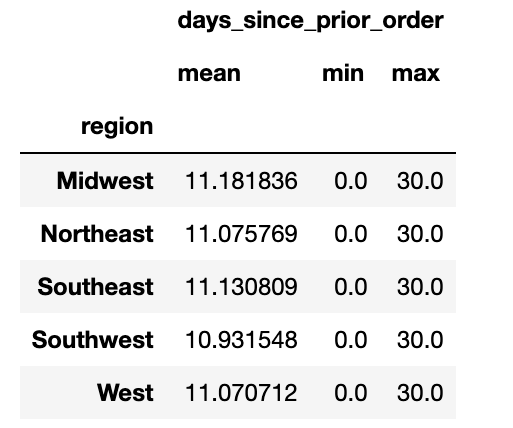 days_since_prior_order
mean min max
region
Midwest 11.181836 0.0 30.0
Northeast 11.075769 0.0 30.0
Southeast 11.130809 0.0 30.0
Southwest 10.931548 0.0 30.0
West 11.070712 0.0 30.0